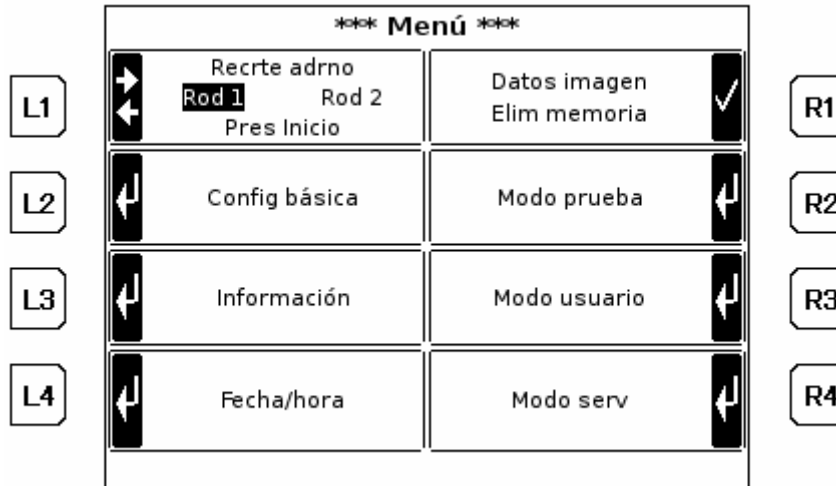 *** Menú ***
L1
Recrte adrno
Rod 1 Rod 2
Pres Inicio
Datos imagen
Elim memoria
R1
L2
Config básica
Modo prueba
R2
L3
Información
Modo usuario
R3
L4
Fecha/hora
Modo serv
R4